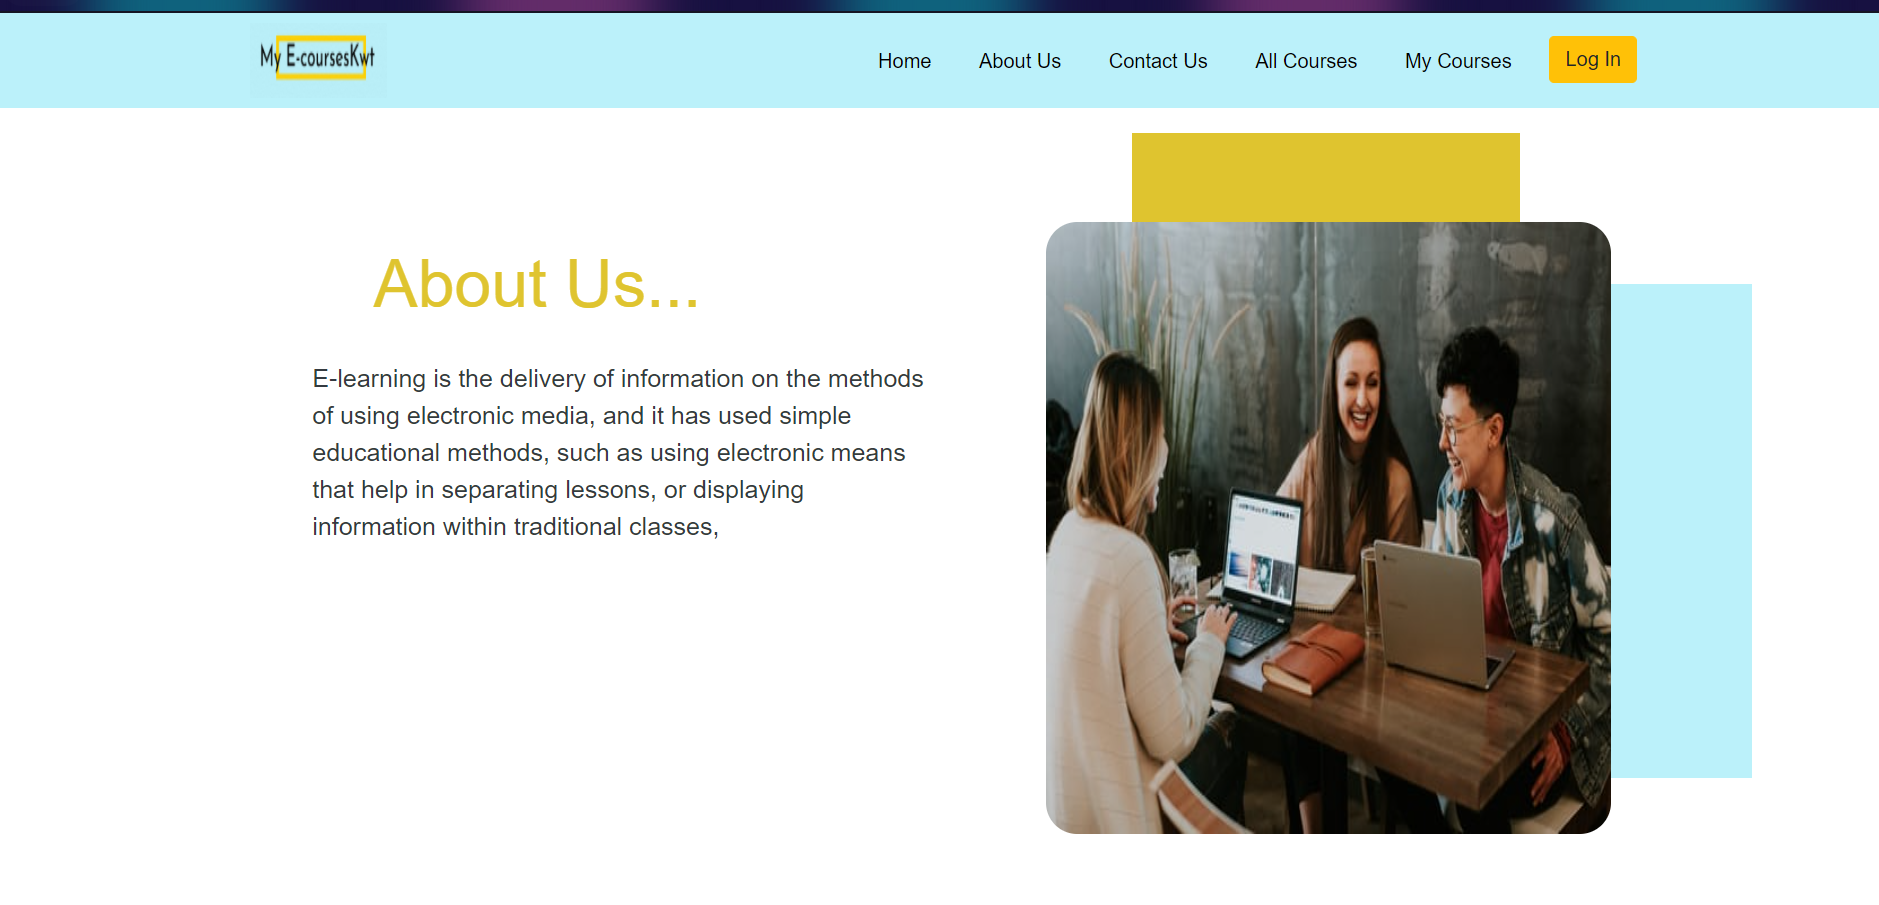 My E-coursesKwt
Home
About Us
Contact Us
All Courses
My Courses
Log In
About Us...
E-learning is the delivery of information on the methods
of using electronic media, and it has used simple
educational methods, such as using electronic means
that help in separating lessons, or displaying
information within traditional classes,